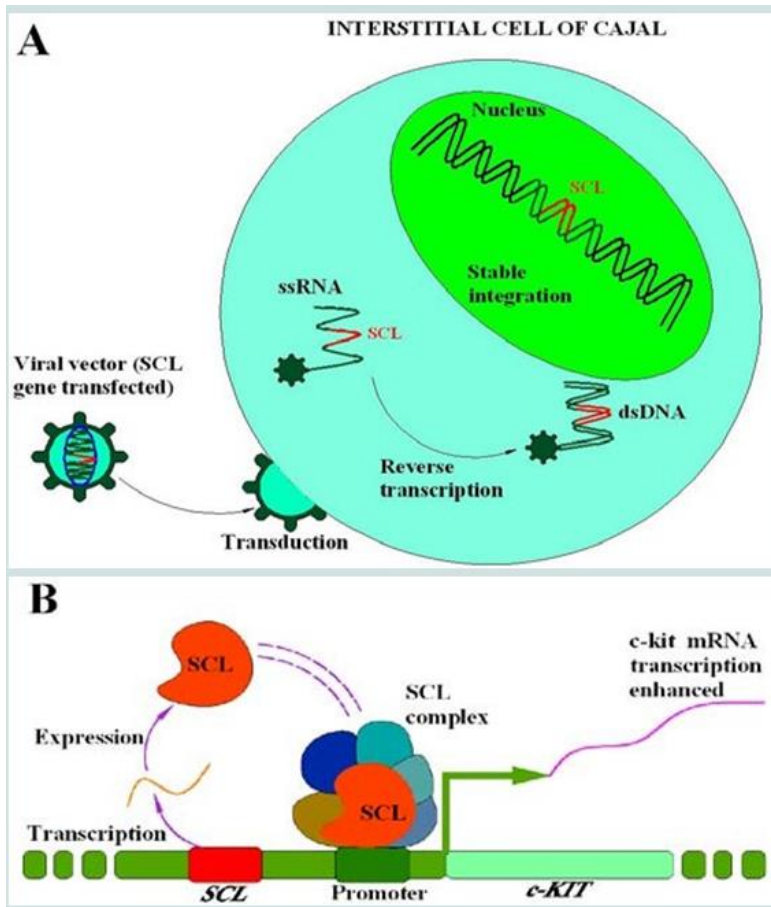 A
INTERSTITIAL CELL OF CAJAL
Nucleus
SCL
Stable
integration
ssRNA
SCL
Viral vector (SCL
gene transfected)
dsDNA
Reverse
transcription
Transduction
B
c-kit mRNA
transcription
enhanced
SCL
SCL
complex
Expression
SCL
Transcription
SCL
Promoter
c-KIT